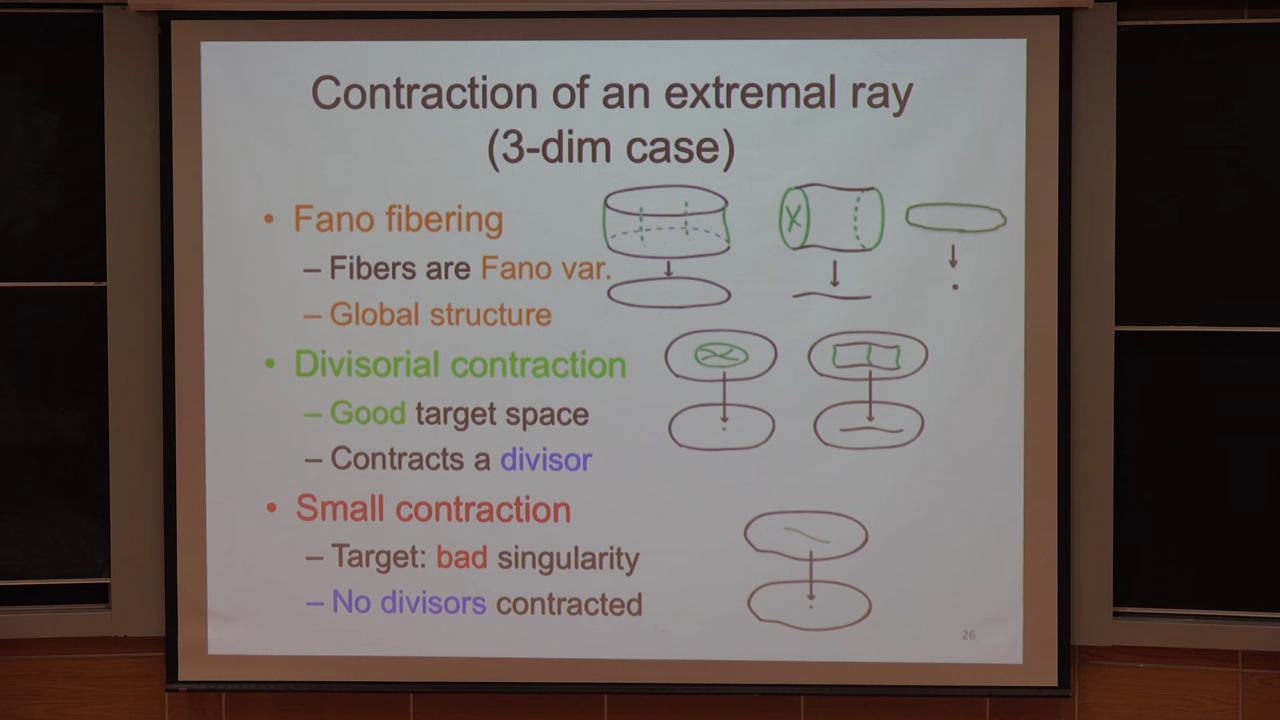 Contraction of an extremal ray
(3-dim case)
• Fano fibering
– Fibers are Fano var.
– Global structure
• Divisorial contraction
– Good target space
– Contracts a divisor
• Small contraction
– Target: bad singularity
– No divisors contracted
26